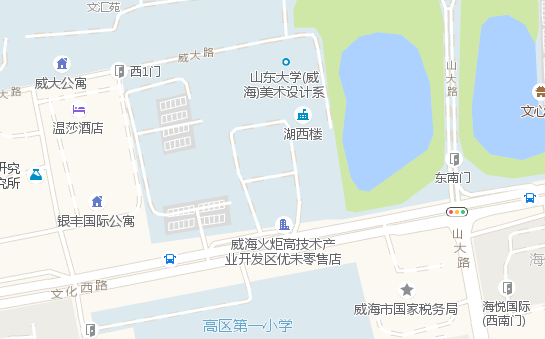 文汇苑
威大路
西1门
威大公寓
大路
山东大学(威
海)美术设计系
山大路
温莎酒店
湖西楼
文心
研究
究所
东南门
银丰国际公寓
威海火炬高技术产
业开发区优未零售店
山大路
海
文化西路
威海市国家税务局
海悦国际
(西南门)
高区第一小学